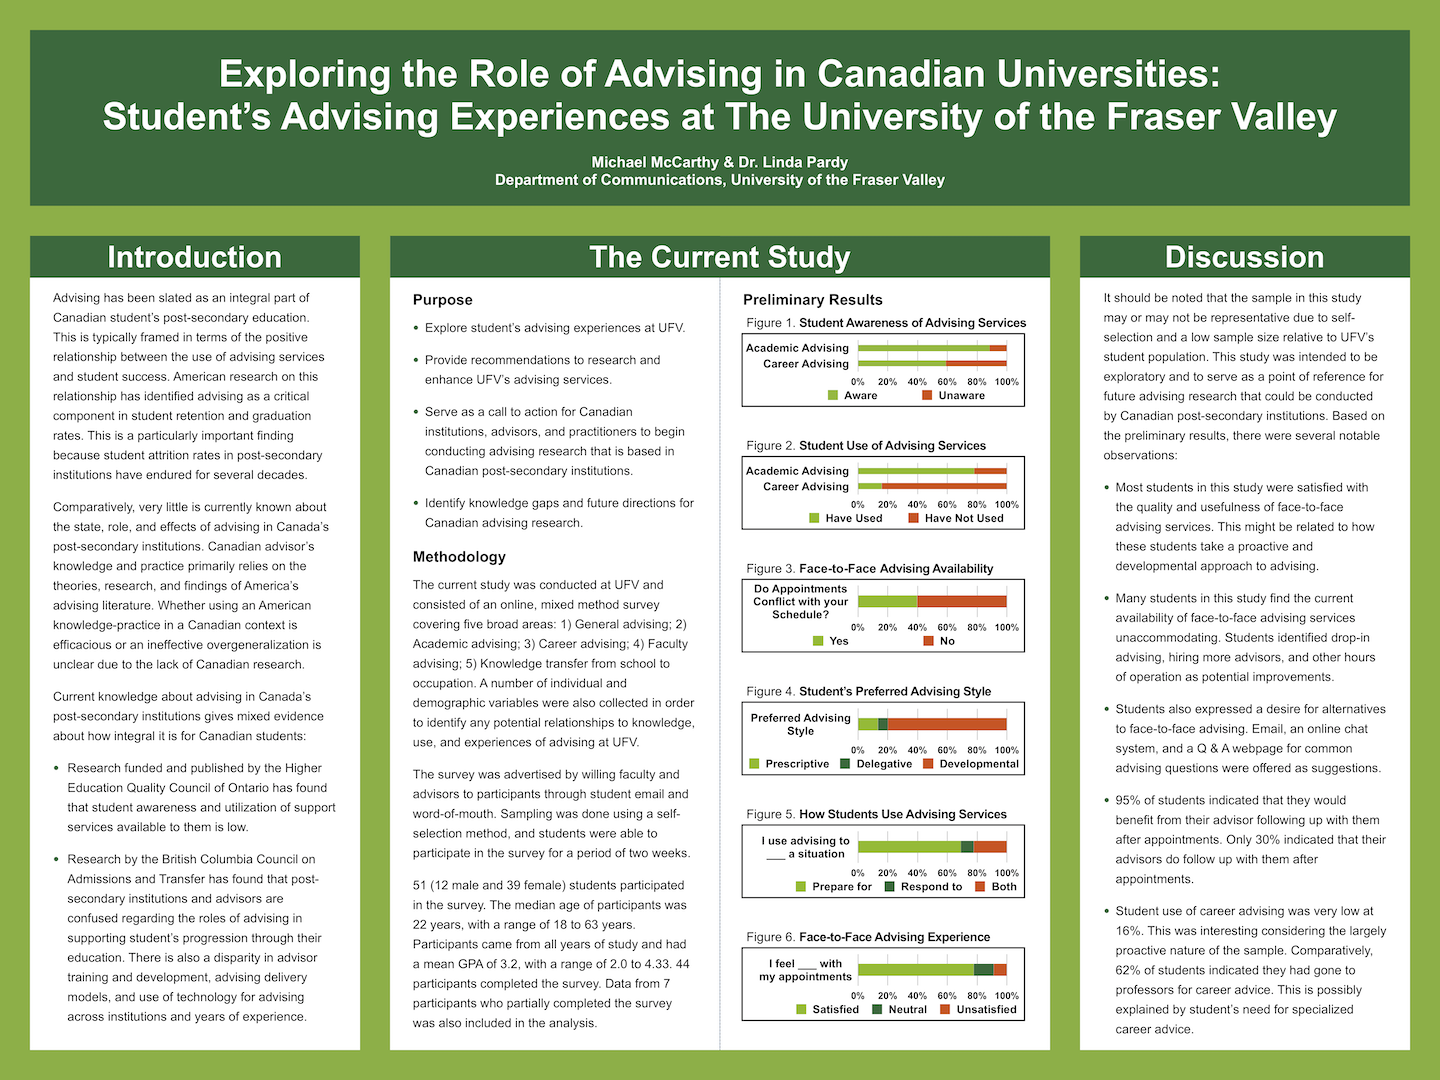 Exploring the Role of Advising in Canadian Universities:
Student’s Advising Experiences at The University of the Fraser Valley
Michael McCarthy & Dr. Linda Pardy
Department of Communications, University of the Fraser Valley
Introduction
Advising has been slated as an integral part of
Canadian student’s post-secondary education.
This is typically framed in terms of the positive
relationship between the use of advising services
and student success. American research on this
relationship has identified advising as a critical
component in student retention and graduation
rates. This is a particularly important finding
because student attrition rates in post-secondary
institutions have endured for several decades.
Comparatively, very little is currently known about
the state, role, and effects of advising in Canada’s
post-secondary institutions. Canadian advisor’s
knowledge and practice primarily relies on the
theories, research, and findings of America’s
advising literature. Whether using an American
knowledge-practice in a Canadian context is
efficacious or an ineffective overgeneralization is
unclear due to the lack of Canadian research.
Current knowledge about advising in Canada’s
post-secondary institutions gives mixed evidence
about how integral it is for Canadian students:
• Research funded and published by the Higher
Education Quality Council of Ontario has found
that student awareness and utilization of support
services available to them is low.
• Research by the British Columbia Council on
Admissions and Transfer has found that post-
secondary institutions and advisors are
confused regarding the roles of advising in
supporting student’s progression through their
education. There is also a disparity in advisor
training and development, advising delivery
models, and use of technology for advising
across institutions and years of experience.
The Current Study
Purpose
• Explore student’s advising experiences at UFV.
• Provide recommendations to research and
enhance UFV’s advising services.
• Serve as a call to action for Canadian
institutions, advisors, and practitioners to begin
conducting advising research that is based in
Canadian post-secondary institutions.
• Identify knowledge gaps and future directions for
Canadian advising research.
Methodology
The current study was conducted at UFV and
consisted of an online, mixed method survey
covering five broad areas: 1) General advising; 2)
Academic advising; 3) Career advising; 4) Faculty
advising; 5) Knowledge transfer from school to
occupation. A number of individual and
demographic variables were also collected in order
to identify any potential relationships to knowledge,
use, and experiences of advising at UFV.
The survey was advertised by willing faculty and
advisors to participants through student email and
word-of-mouth. Sampling was done using a self-
selection method, and students were able to
participate in the survey for a period of two weeks.
51 (12 male and 39 female) students participated
in the survey. The median age of participants was
22 years, with a range of 18 to 63 years.
Participants came from all years of study and had
a mean GPA of 3.2, with a range of 2.0 to 4.33. 44
participants completed the survey. Data from 7
participants who partially completed the survey
was also included in the analysis.
Preliminary Results
Figure 1. Student Awareness of Advising Services
Academic Advising
Career Advising
0% 20% 40% 60% 80% 100%
Aware Unaware
Figure 2. Student Use of Advising Services
Academic Advising
Career Advising
0% 20% 40% 60% 80% 100%
Have Used Have Not Used
Figure 3. Face-to-Face Advising Availability
Do Appointments
Conflict with your
Schedule?
0% 20% 40% 60% 80% 100%
Yes No
Figure 4. Student’s Preferred Advising Style
Preferred Advising
Style
0% 20% 40% 60% 80% 100%
Prescriptive Delegative Developmental
Figure 5. How Students Use Advising Services
I use advising to
___ a situation
0% 20% 40% 60% 80% 100%
Prepare for Respond to Both
Figure 6. Face-to-Face Advising Experience
I feel ___ with
my appointments
0% 20% 40% 60% 80% 100%
Satisfied Neutral Unsatisfied
Discussion
It should be noted that the sample in this study
may or may not be representative due to self-
selection and a low sample size relative to UFV’s
student population. This study was intended to be
exploratory and to serve as a point of reference for
future advising research that could be conducted
by Canadian post-secondary institutions. Based on
the preliminary results, there were several notable
observations:
• Most students in this study were satisfied with
the quality and usefulness of face-to-face
advising services. This might be related to how
these students take a proactive and
developmental approach to advising.
• Many students in this study find the current
availability of face-to-face advising services
unaccommodating. Students identified drop-in
advising, hiring more advisors, and other hours
of operation as potential improvements.
• Students also expressed a desire for alternatives
to face-to-face advising. Email, an online chat
system, and a Q & A webpage for common
advising questions were offered as suggestions.
• 95% of students indicated that they would
benefit from their advisor following up with them
after appointments. Only 30% indicated that their
advisors do follow up with them after
appointments.
• Student use of career advising was very low at
16%. This was interesting considering the largely
proactive nature of the sample. Comparatively,
62% of students indicated they had gone to
professors for career advice. This is possibly
explained by student’s need for specialized
career advice.